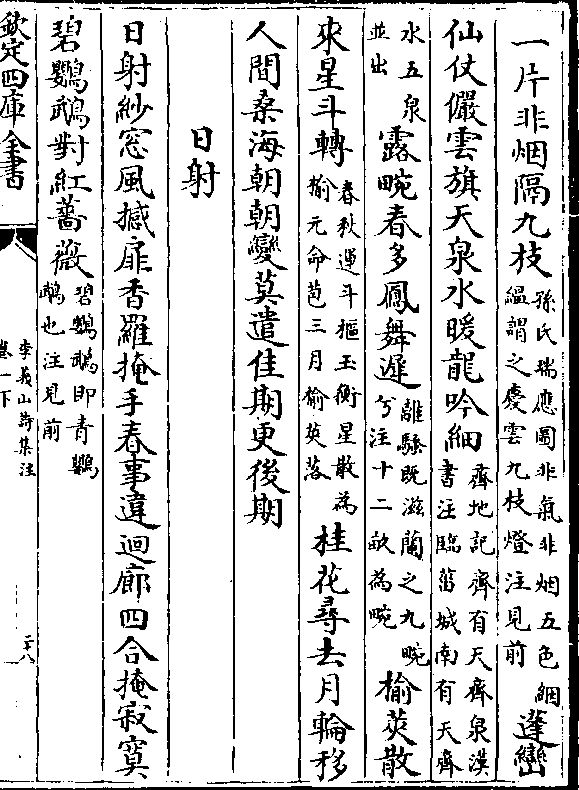 一片非烟隔九枝孫氏瑞應圖非氣非烟五色絪
緼謂之慶雲九枝燈注見前蓬巒
仙仗儼雲旗天泉水暖龍吟細齊地記齊有天齊泉漢
書注臨菑城南有天齊
水五泉
並出露畹春多鳳舞遲離騷既滋蘭之九畹
兮注十二畝為畹榆莢散
來星斗轉春秋運斗樞玉衡星散為
榆元命苞三月榆莢落桂花尋去月輪移
人間桑海朝朝變莫遣佳期更後期
日射
日射紗窓風撼扉香羅掩手春事違迴廊四合掩寂寞
碧鸚鵡對紅薔薇碧鸚鵡即青鸚
鵡也注見前
欽定四庫全書
李義山詩集注
卷一下
二十八